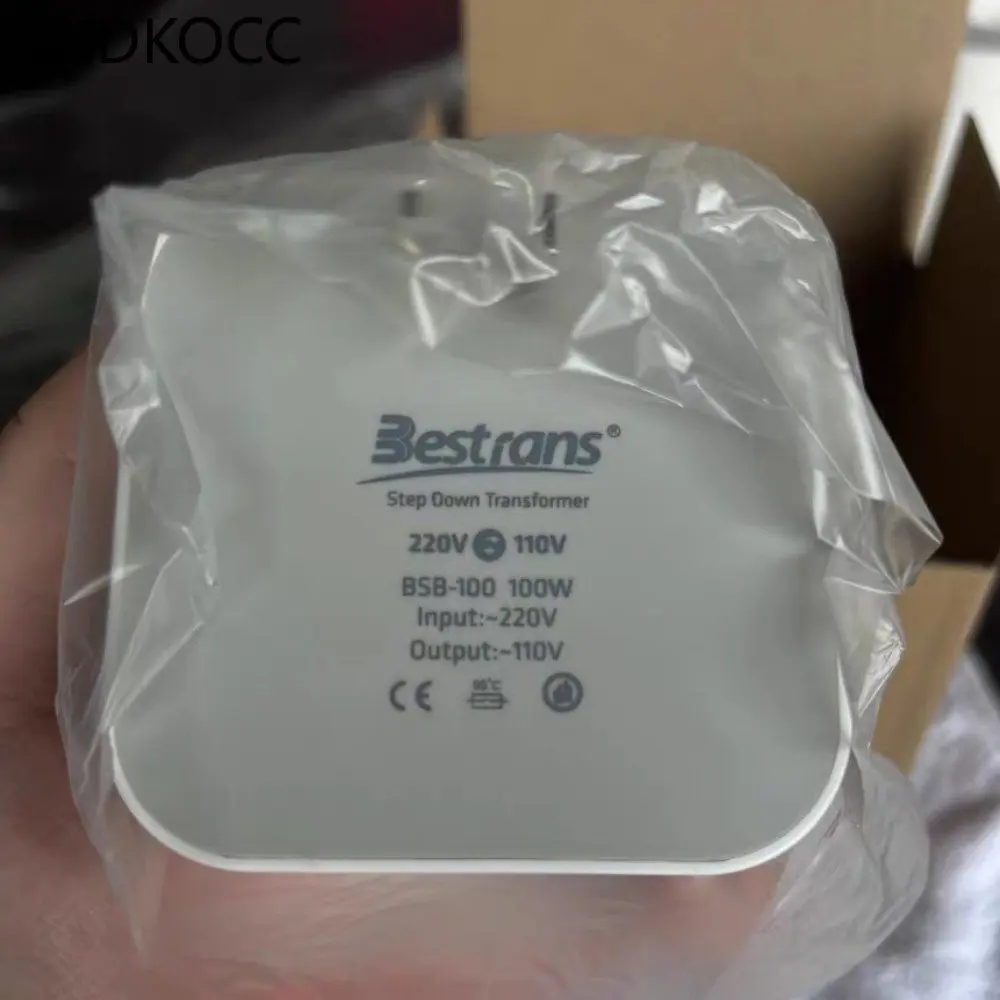 DKOCC
Bestrans®
Step Down Transformer
220V 110V
BSB-100 100W
Input:~220V
Output:~110V
CE